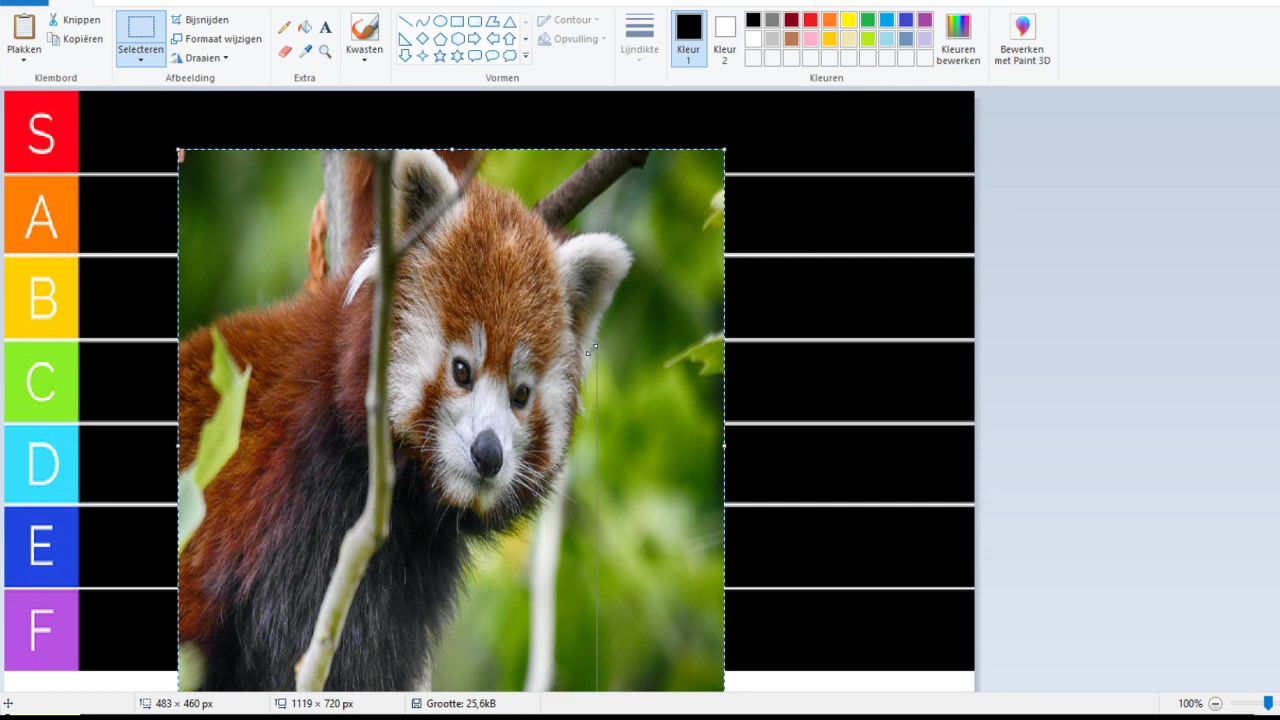 Plakken
Knippen
Kopiëren
Klembord
Selecteren
Bijsnijden
Formaat wijzigen
Draaien
Afbeelding
A
Extra
Kwasten
Contour
Opvulling
Vormen
Lijndikte
Kleur 1
Kleur 2
Kleuren bewerken
Kleuren
Bewerken met Paint 3D
S
A
B
C
D
E
F
483 × 460 px
1119 × 720 px
Grootte: 25,6kB
100%